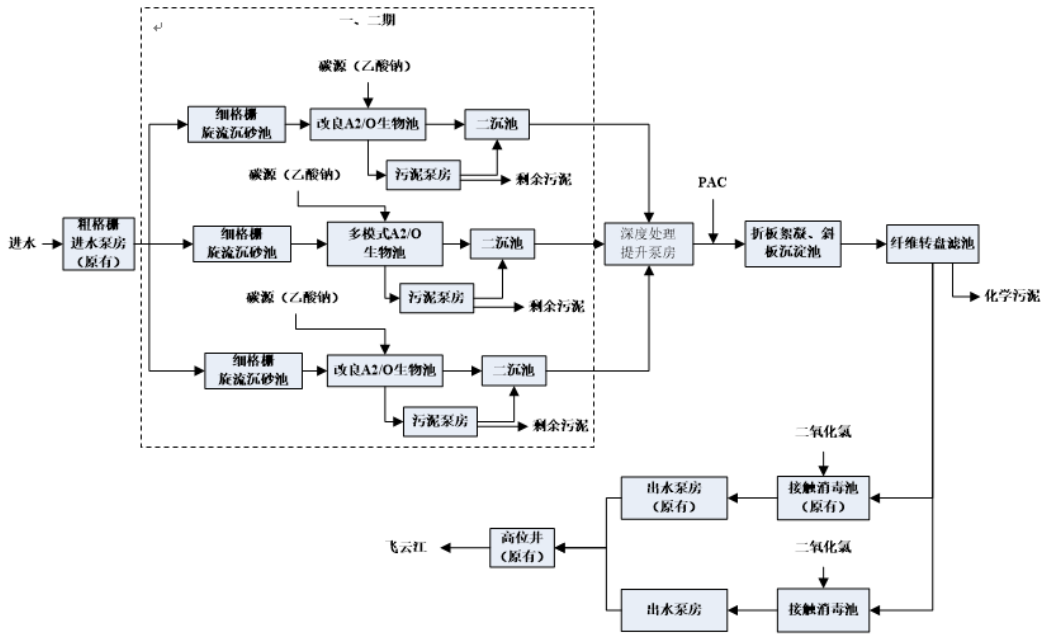 一、二期
碳源（乙酸钠）
细格栅
旋流沉砂池
改良A2/O生物池
二沉池
污泥泵房
剩余污泥
碳源（乙酸钠）
PAC
进水
粗格栅
进水泵房
（原有）
细格栅
旋流沉砂池
多模式A2/O
生物池
二沉池
深度处理
提升泵房
折板絮凝、斜
板沉淀池
纤维转盘滤池
污泥泵房
剩余污泥
化学污泥
碳源（乙酸钠）
细格栅
旋流沉砂池
改良A2/O生物池
二沉池
污泥泵房
剩余污泥
二氧化氯
出水泵房
（原有）
接触消毒池
（原有）
飞云江
高位井
（原有）
二氧化氯
出水泵房
接触消毒池